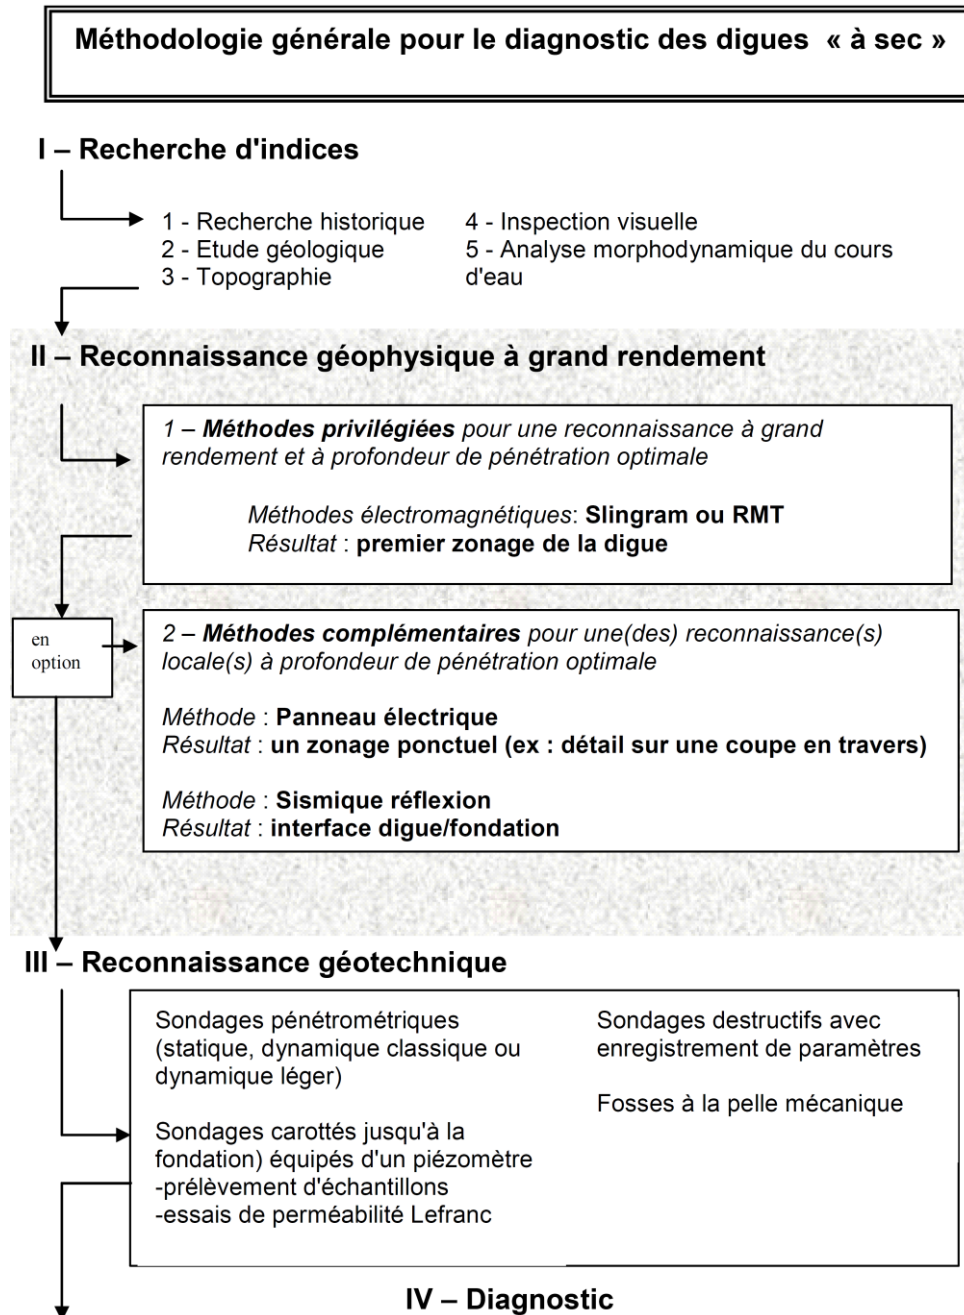 Méthodologie générale pour le diagnostic des digues « à sec »
I – Recherche d'indices
1 - Recherche historique
2 - Etude géologique
3 - Topographie
4 - Inspection visuelle
5 - Analyse morphodynamique du cours
d'eau
II – Reconnaissance géophysique à grand rendement
1 – Méthodes privilégiées pour une reconnaissance à grand
rendement et à profondeur de pénétration optimale
Méthodes électromagnétiques: Slingram ou RMT
Résultat : premier zonage de la digue
en
option
2 – Méthodes complémentaires pour une(des) reconnaissance(s)
locale(s) à profondeur de pénétration optimale
Méthode : Panneau électrique
Résultat : un zonage ponctuel (ex : détail sur une coupe en travers)
Méthode : Sismique réflexion
Résultat : interface digue/fondation
III – Reconnaissance géotechnique
Sondages pénétrométriques
(statique, dynamique classique ou
dynamique léger)
Sondages carottés jusqu'à la
fondation) équipés d'un piézomètre
-prélèvement d'échantillons
-essais de perméabilité Lefranc
Sondages destructifs avec
enregistrement de paramètres
Fosses à la pelle mécanique
IV – Diagnostic